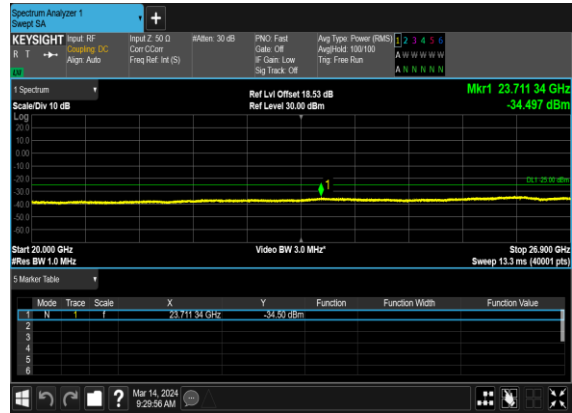 Spectrum Analyzer 1
Swept SA
KEYSIGHT
R T
Input: RF
Coupling: DC
Align: Auto
Input Z: 50 Ω
Corr CCorr
Freq Ref: Int (S)
#Atten: 30 dB
PNO: Fast
Gate: Off
IF Gain: Low
Sig Track: Off
Avg Type: Power (RMS)
Avg|Hold: 100/100
Trig: Free Run
1 2 3 4 5 6
A W W W W W
A N N N N N
1 Spectrum
Scale/Div 10 dB
Ref Lvl Offset 18.53 dB
Ref Level 30.00 dBm
Mkr1 23.711 34 GHz
-34.497 dBm
Log
20.0
10.0
0.00
-10.0
-20.0
-30.0
-40.0
-50.0
-60.0
1
DL1 -25.00 dBm
Start 20.000 GHz
#Res BW 1.0 MHz
Video BW 3.0 MHz*
Stop 26.900 GHz
Sweep 13.3 ms (40001 pts)
5 Marker Table
Mode Trace Scale X Y Function Function Width Function Value
1 N 1 f 23.711 34 GHz -34.50 dBm
2
3
4
5
6
Mar 14, 2024
9:29:56 AM